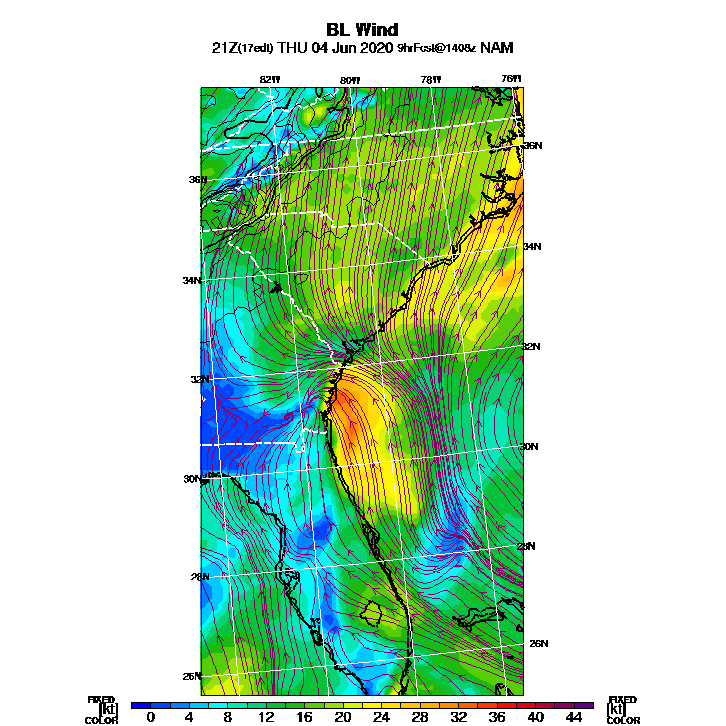 BL Wind
21Z(17edt) THU 04 Jun 2020 9hrFcst@1408z NAM
82W 80W 78W 76W
36N
36N
34N
34N
32N
32N
30N
30N
28N
28N
26N
26N
FIXED FIXED
[kt] 0 4 8 12 16 20 24 28 32 36 40 44 [kt]
COLOR COLOR